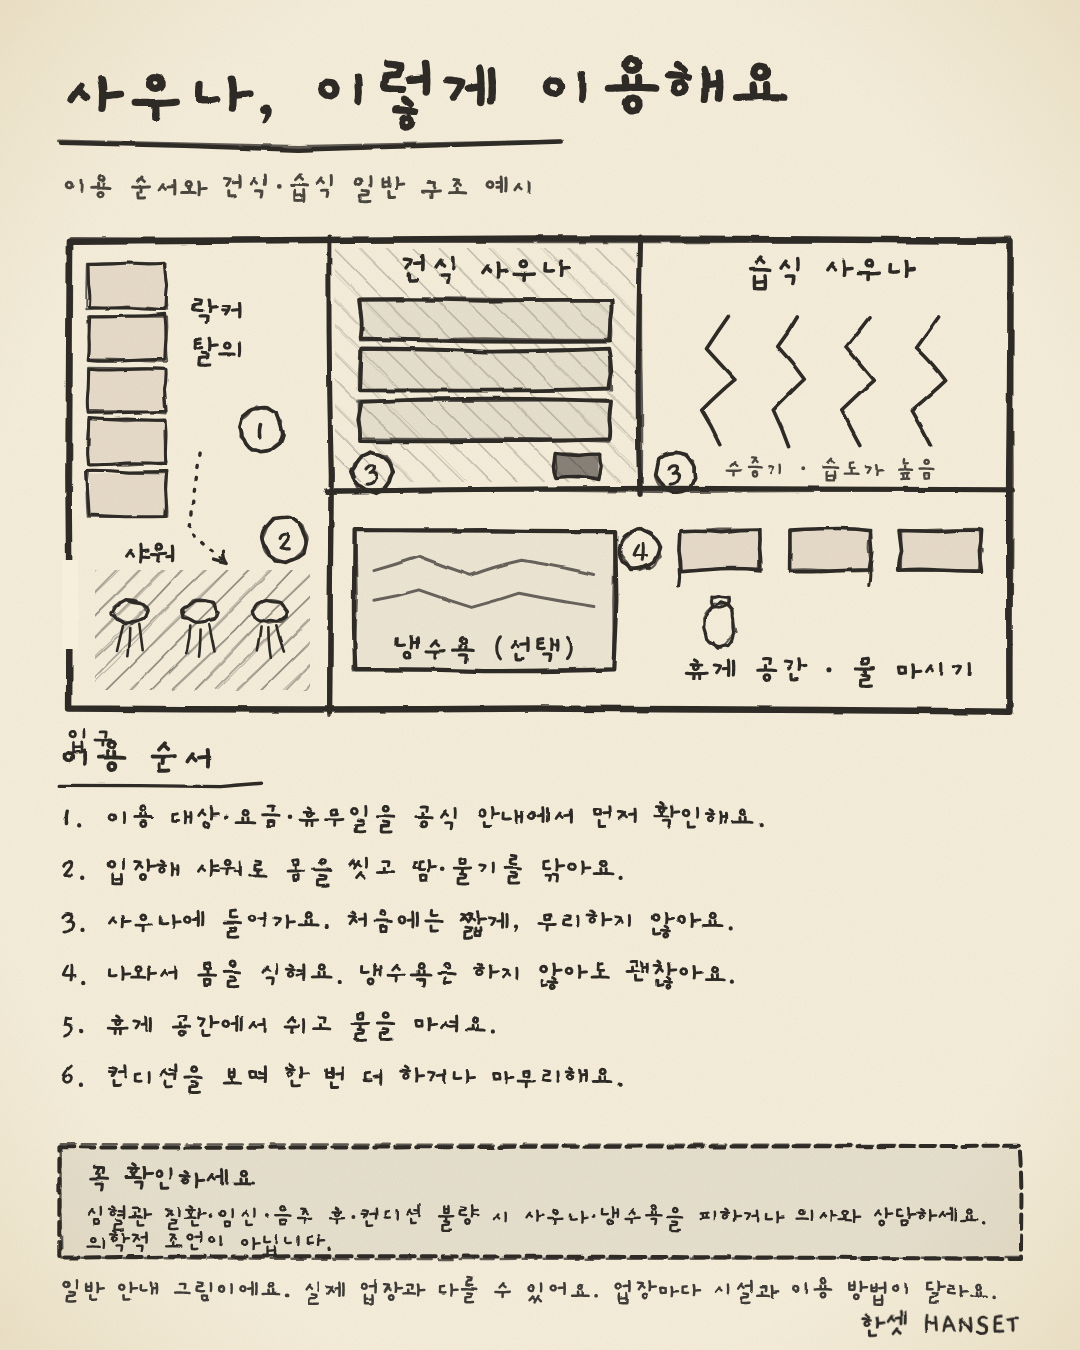 사우나, 이렇게 이용해요
이용 순서와 건식·습식 일반 구조 예시
건식 사우나
습식 사우나
락커
탈의
1
3
3
수증기 · 습도가 높음
2
샤워
4
냉수욕 (선택)
휴게 공간 · 물 마시기
입구
이용 순서
1. 이용 대상·요금·휴무일을 공식 안내에서 먼저 확인해요.
2. 입장해 샤워로 몸을 씻고 땀·물기를 닦아요.
3. 사우나에 들어가요. 처음에는 짧게, 무리하지 않아요.
4. 나와서 몸을 식혀요. 냉수욕은 하지 않아도 괜찮아요.
5. 휴게 공간에서 쉬고 물을 마셔요.
6. 컨디션을 보며 한 번 더 하거나 마무리해요.
꼭 확인하세요
심혈관 질환·임신·음주 후·컨디션 불량 시 사우나·냉수욕을 피하거나 의사와 상담하세요.
의학적 조언이 아닙니다.
일반 안내 그림이에요. 실제 업장과 다를 수 있어요. 업장마다 시설과 이용 방법이 달라요.
한셋 HANSET